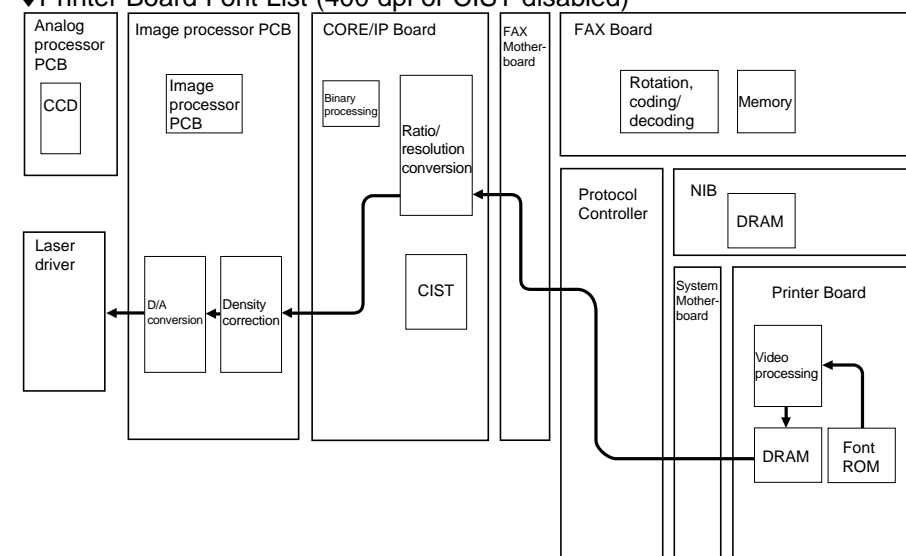 ♦Printer Board Font List (400 dpi or CIST disabled)
Analog
processor
PCB
CCD
Image processor PCB
Image
processor
PCB
CORE/IP Board
Binary
processing
Ratio/
resolution
conversion
CIST
FAX
Mother-
board
FAX Board
Rotation,
coding/
decoding
Memory
Protocol
Controller
NIB
DRAM
Laser
driver
D/A
conversion
Density
correction
System
Mother-
board
Printer Board
Video
processing
DRAM
Font
ROM